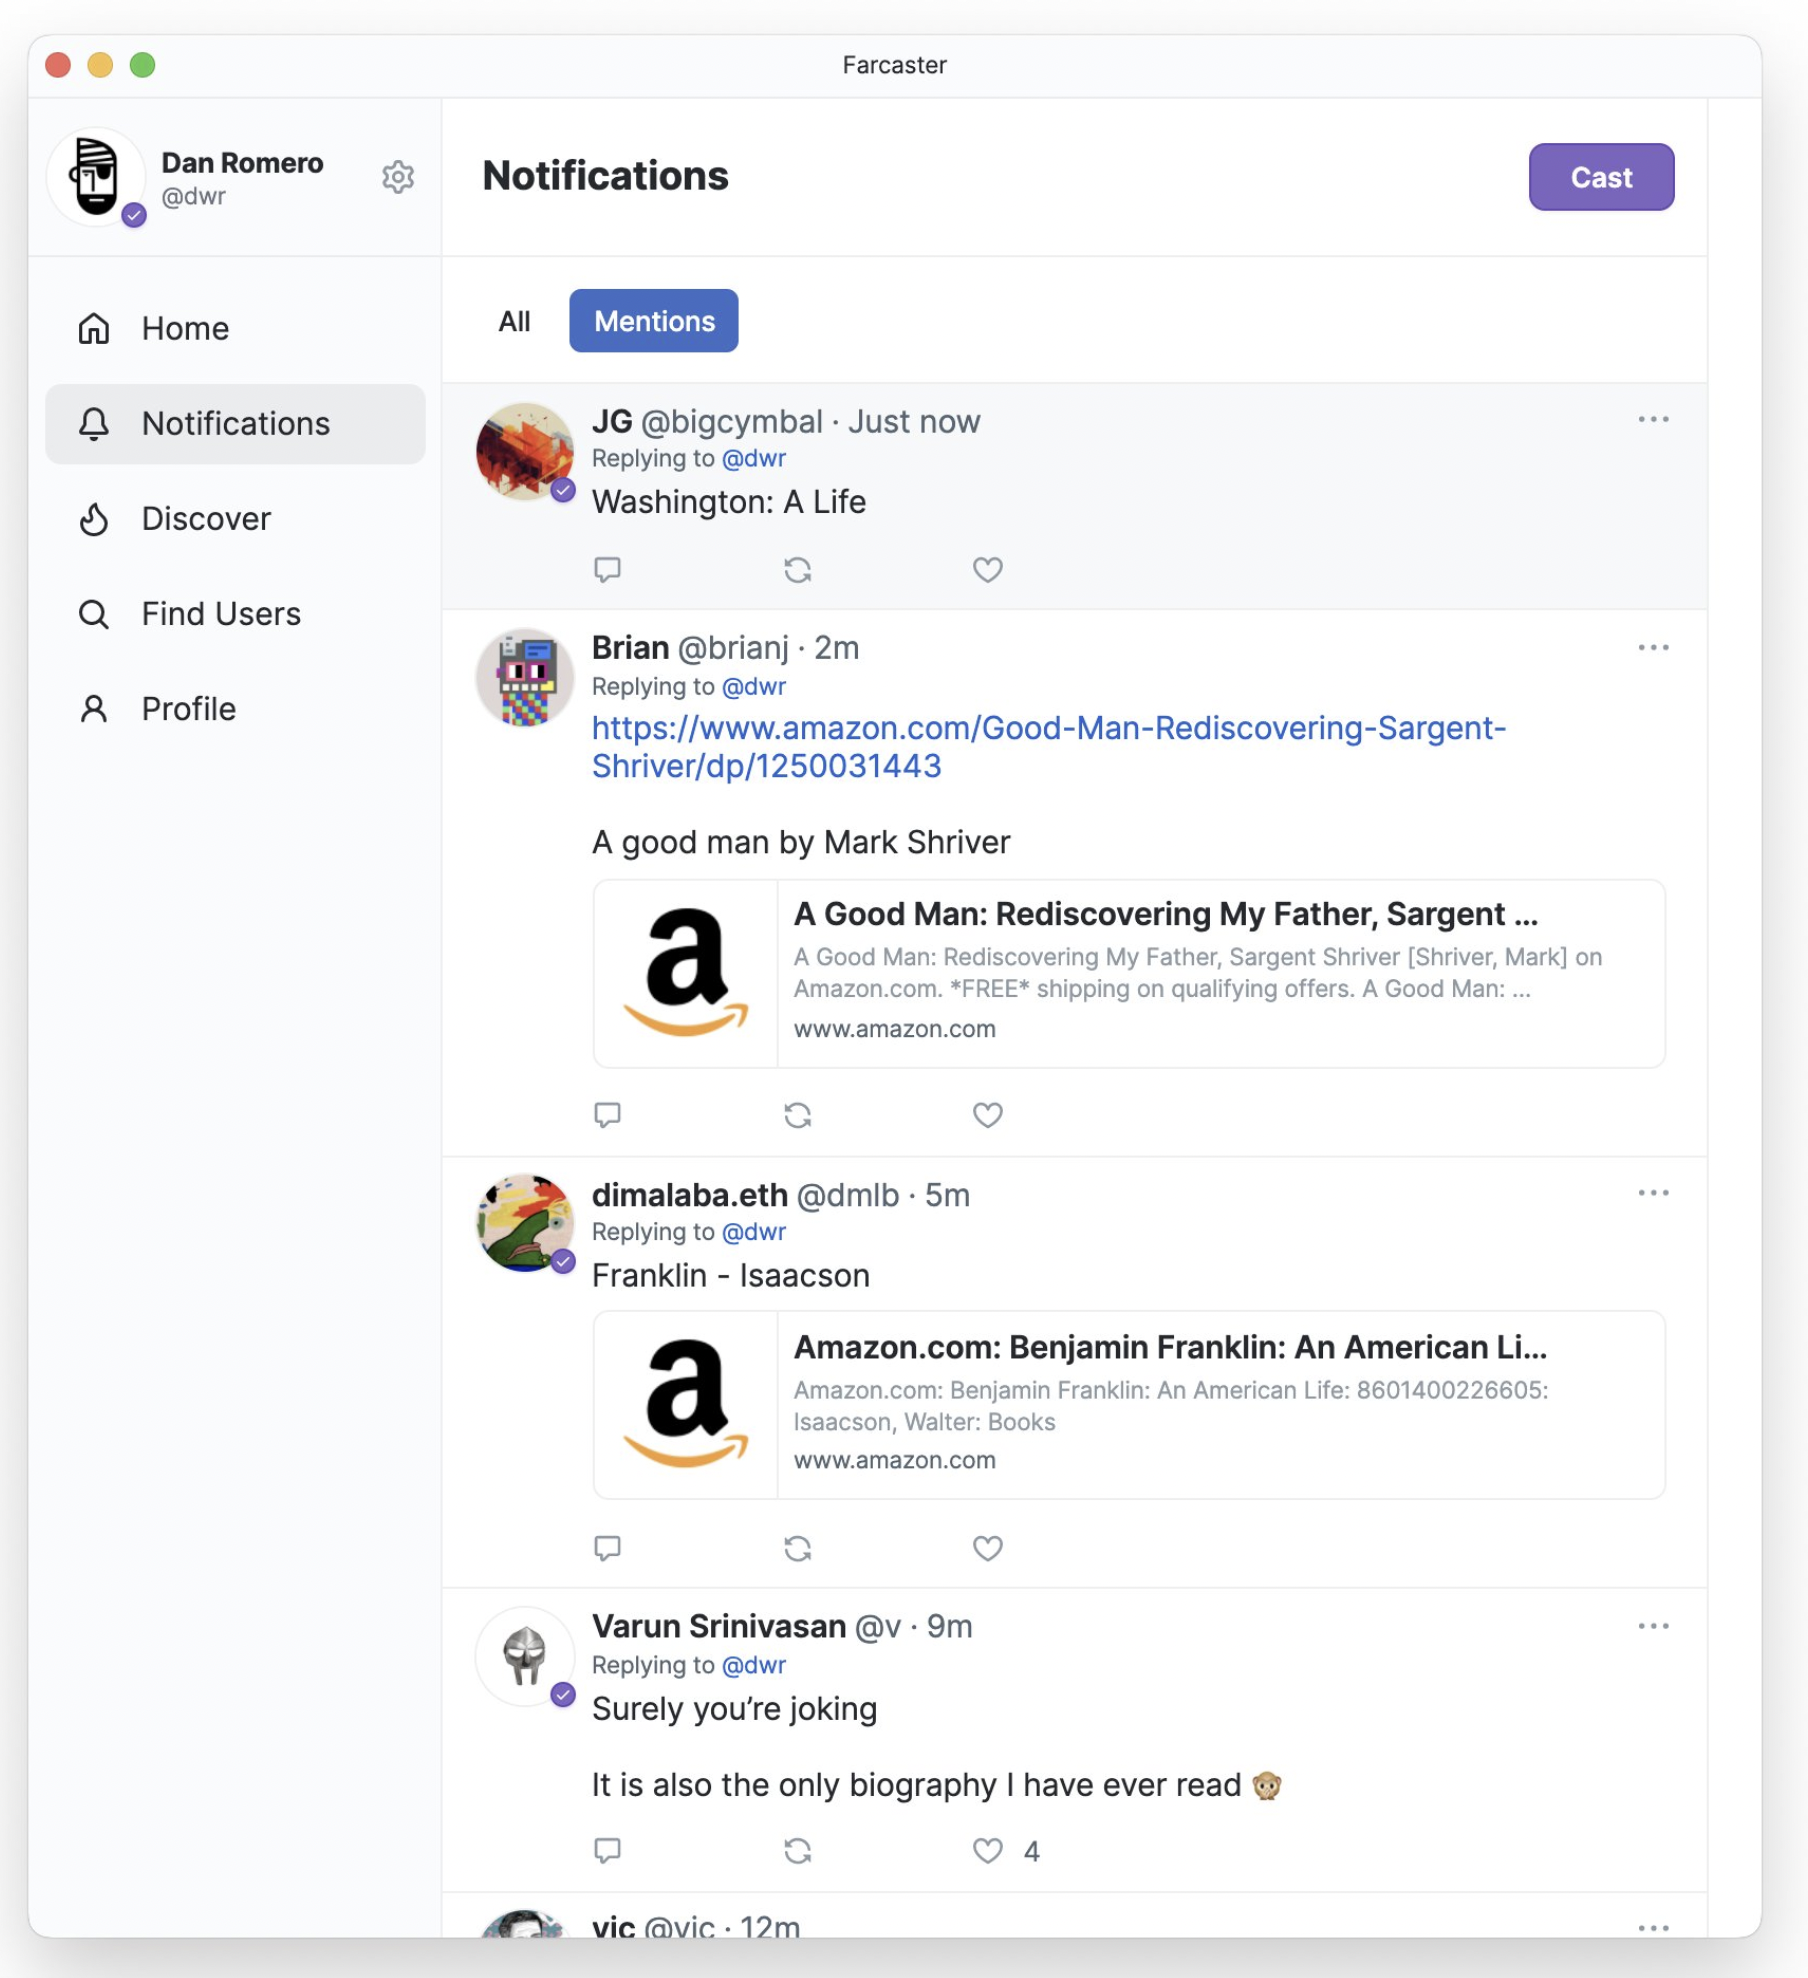 Farcaster
Dan Romero
@dwr
Notifications
Cast
Home
Notifications
Discover
Find Users
Profile
All
Mentions
JG @bigcymbal · Just now
Replying to @dwr
Washington: A Life
Brian @brianj · 2m
Replying to @dwr
https://www.amazon.com/Good-Man-Rediscovering-Sargent-
Shriver/dp/1250031443
A good man by Mark Shriver
a
A Good Man: Rediscovering My Father, Sargent ...
A Good Man: Rediscovering My Father, Sargent Shriver [Shriver, Mark] on
Amazon.com. *FREE* shipping on qualifying offers. A Good Man: ...
www.amazon.com
dimalaba.eth @dmlb · 5m
Replying to @dwr
Franklin - Isaacson
a
Amazon.com: Benjamin Franklin: An American Li...
Amazon.com: Benjamin Franklin: An American Life: 8601400226605:
Isaacson, Walter: Books
www.amazon.com
Varun Srinivasan @v · 9m
Replying to @dwr
Surely you’re joking
It is also the only biography I have ever read 🙊
4
vic @vic · 12m